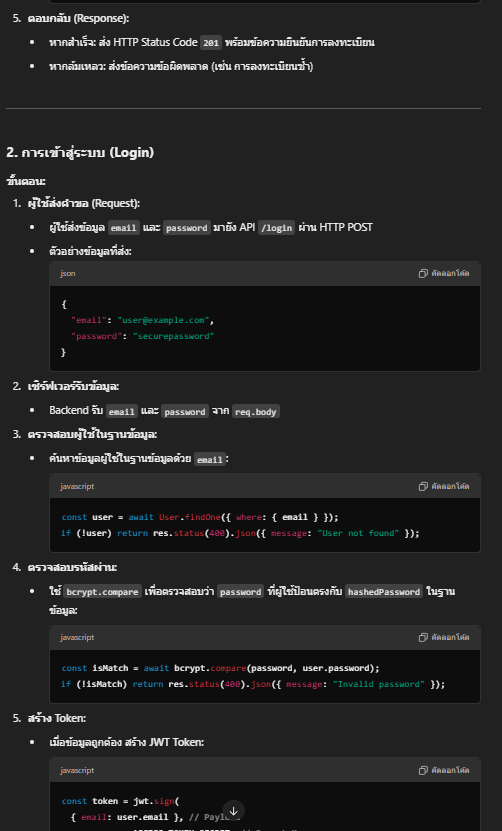 5. ตอบกลับ (Response):
• หากสำเร็จ: ส่ง HTTP Status Code 201 พร้อมข้อความยืนยันการลงทะเบียน
• หากล้มเหลว: ส่งข้อความข้อผิดพลาด (เช่น การลงทะเบียนซ้ำ)
2. การเข้าสู่ระบบ (Login)
ขั้นตอน:
1. ผู้ใช้ส่งคำขอ (Request):
• ผู้ใช้ส่งข้อมูล email และ password มายัง API /login ผ่าน HTTP POST
• ตัวอย่างข้อมูลที่ส่ง:
json คัดลอกโค้ด
{
"email": "user@example.com",
"password": "securepassword"
}
2. เซิร์ฟเวอร์รับข้อมูล:
• Backend รับ email และ password จาก req.body
3. ตรวจสอบผู้ใช้ในฐานข้อมูล:
• ค้นหาข้อมูลผู้ใช้ในฐานข้อมูลด้วย email :
javascript คัดลอกโค้ด
const user = await User.findOne({ where: { email } });
if (!user) return res.status(400).json({ message: "User not found" });
4. ตรวจสอบรหัสผ่าน:
• ใช้ bcrypt.compare เพื่อตรวจสอบว่า password ที่ผู้ใช้ป้อนตรงกับ hashedPassword ในฐาน
ข้อมูล:
javascript คัดลอกโค้ด
const isMatch = await bcrypt.compare(password, user.password);
if (!isMatch) return res.status(400).json({ message: "Invalid password" });
5. สร้าง Token:
• เมื่อข้อมูลถูกต้อง สร้าง JWT Token:
javascript คัดลอกโค้ด
const token = jwt.sign(
{ email: user.email }, //